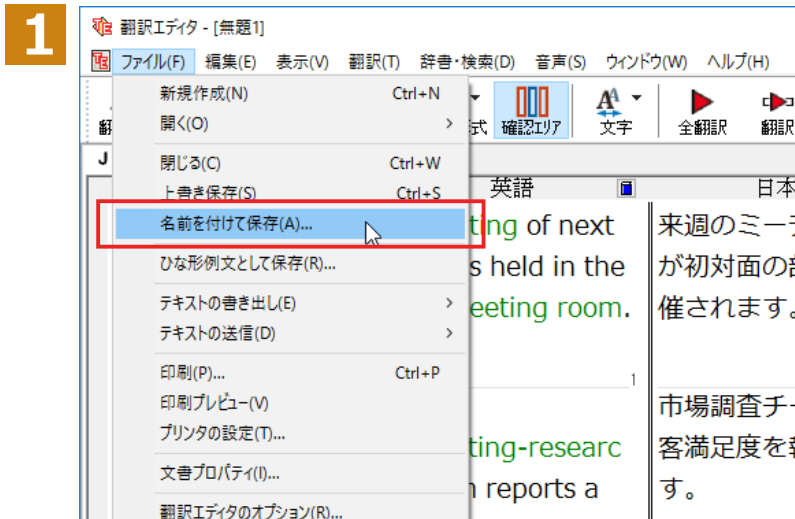 1
翻訳エディタ - [無題1]
ファイル(F) 編集(E) 表示(V) 翻訳(T) 辞書・検索(D) 音声(S) ウィンドウ(W) ヘルプ(H)
新規作成(N) Ctrl+N
開く(O) >
式 確認エリア 文字 全翻訳 翻訳
J
閉じる(C) Ctrl+W
上書き保存(S) Ctrl+S
英語 日本
名前を付けて保存(A)...
ting of next
来週のミーテ
ひな形例文として保存(R)...
s held in the
が初対面の部
テキストの書き出し(E) >
eeting room.
催されます。
テキストの送信(D) >
印刷(P)... Ctrl+P
1
印刷プレビュー(V)
市場調査チー
プリンタの設定(T)...
ting-researc
客満足度を報
文書プロパティ(I)...
reports a
す。
翻訳エディタのオプション(R)...